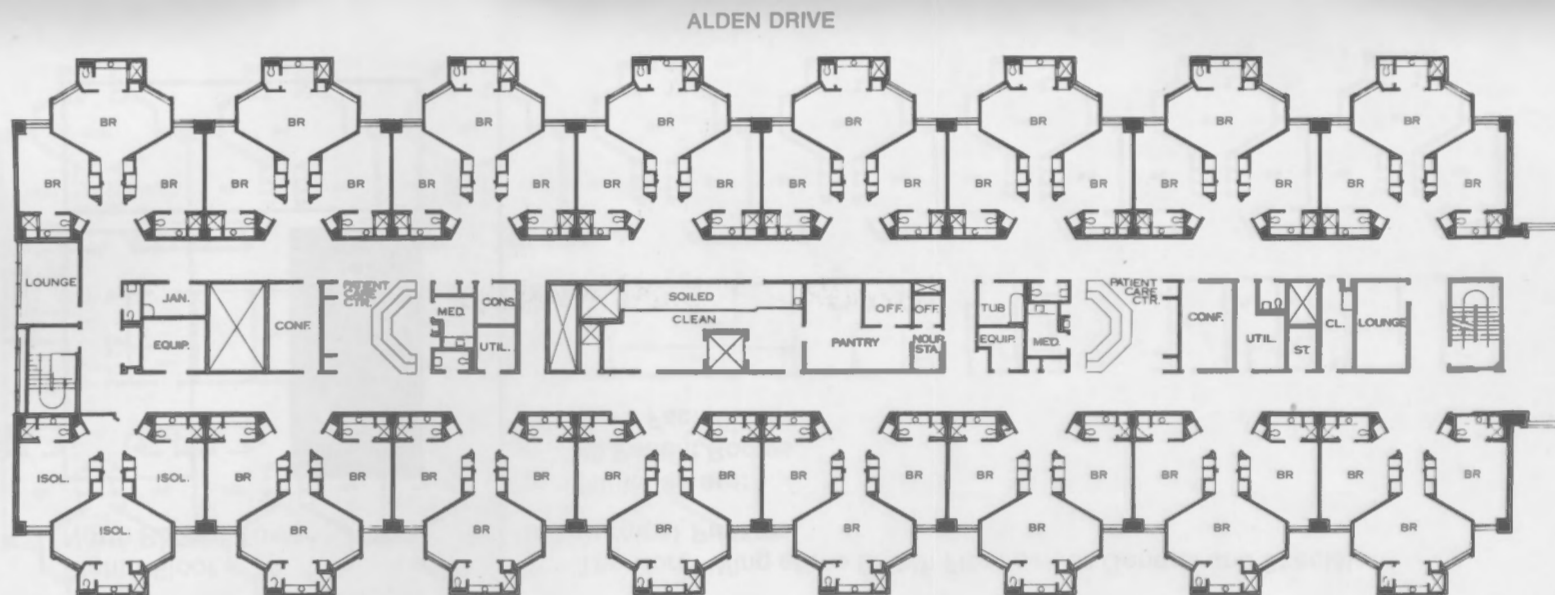 ALDEN DRIVE
BR BR BR BR BR BR BR BR
BR BR BR BR BR BR BR BR BR BR BR BR BR BR BR BR
LOUNGE
JAN.
EQUIP.
CONF.
PATIENT
CARE
CTR.
MED.
CONS.
UTIL.
SOILED
CLEAN
OFF.
OFF.
PANTRY
NOUR.
STA.
TUB
EQUIP.
MED.
PATIENT
CARE
CTR.
CONF.
UTIL.
ST.
CL.
LOUNGE
ISOL. ISOL. BR BR BR BR BR BR BR BR BR BR BR BR BR BR
ISOL. BR BR BR BR BR BR BR